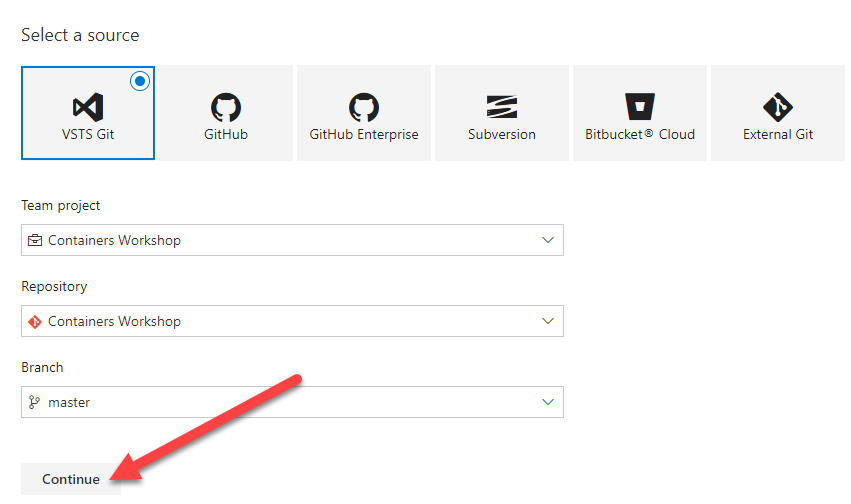 Select a source
VSTS Git
GitHub
GitHub Enterprise
Subversion
Bitbucket® Cloud
External Git
Team project
Containers Workshop
Repository
Containers Workshop
Branch
master
Continue